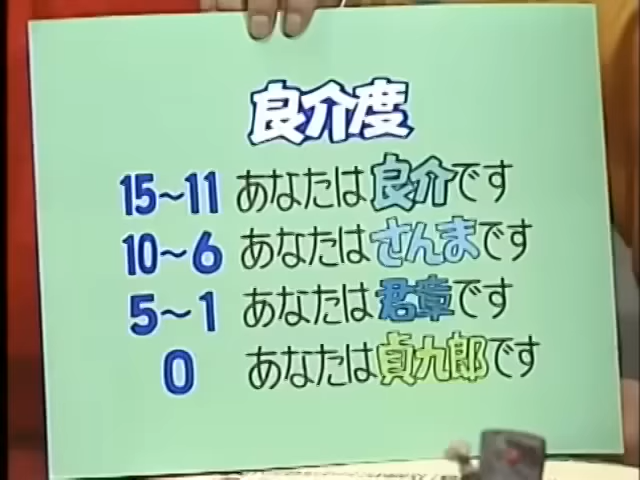 良介度
15~11 あなたは良介です
10~6 あなたはさんまです
5~1 あなたは君章です
0 あなたは貞九郎です